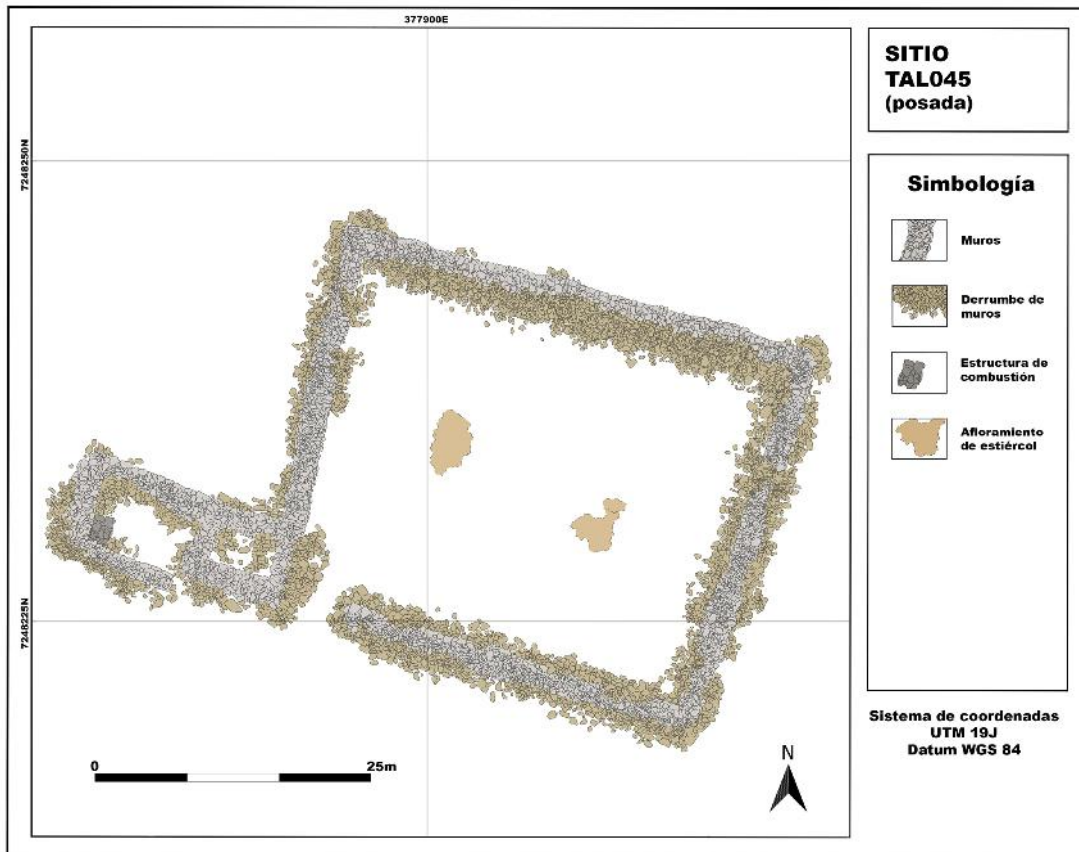 377900E
7248250N
7248225N
SITIO
TAL045
(posada)
Simbología
Muros
Derrumbe de
muros
Estructura de
combustión
Afloramiento
de estiércol
Sistema de coordenadas
UTM 19J
Datum WGS 84
0
25m
N